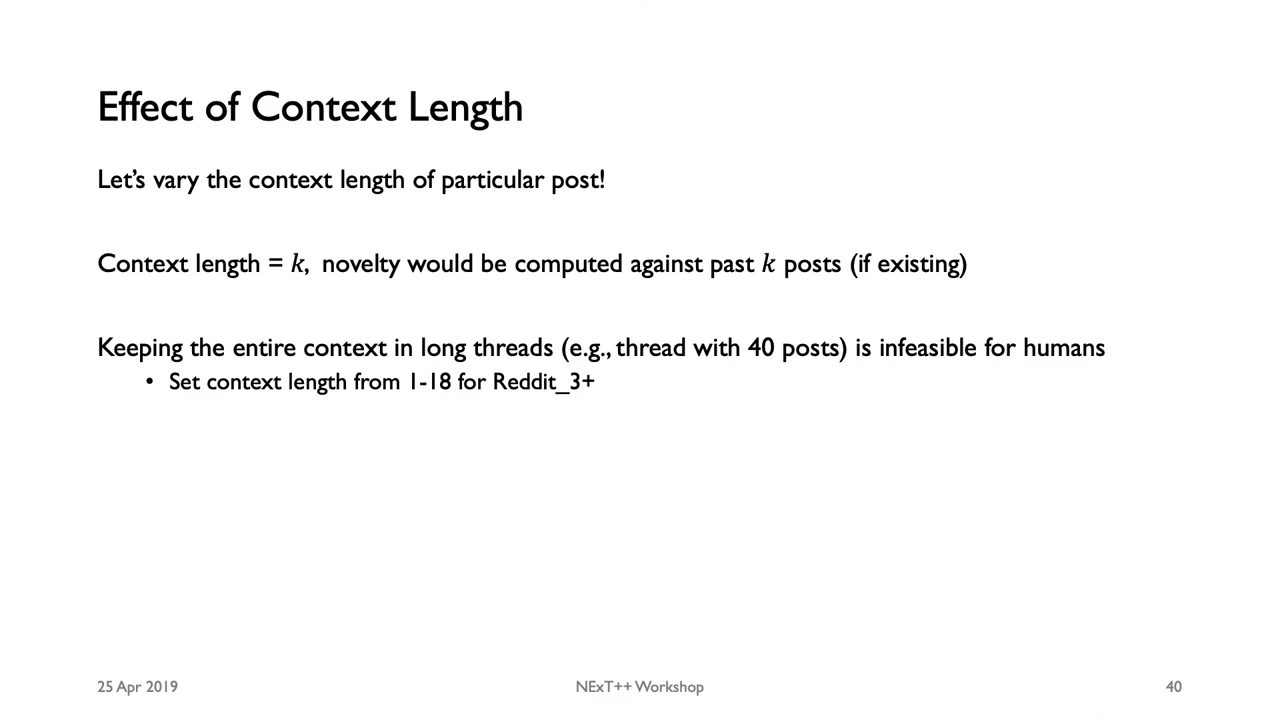 Effect of Context Length
Let's vary the context length of particular post!
Context length = k, novelty would be computed against past k posts (if existing)
Keeping the entire context in long threads (e.g., thread with 40 posts) is infeasible for humans
• Set context length from 1-18 for Reddit_3+
25 Apr 2019
NExT++ Workshop
40